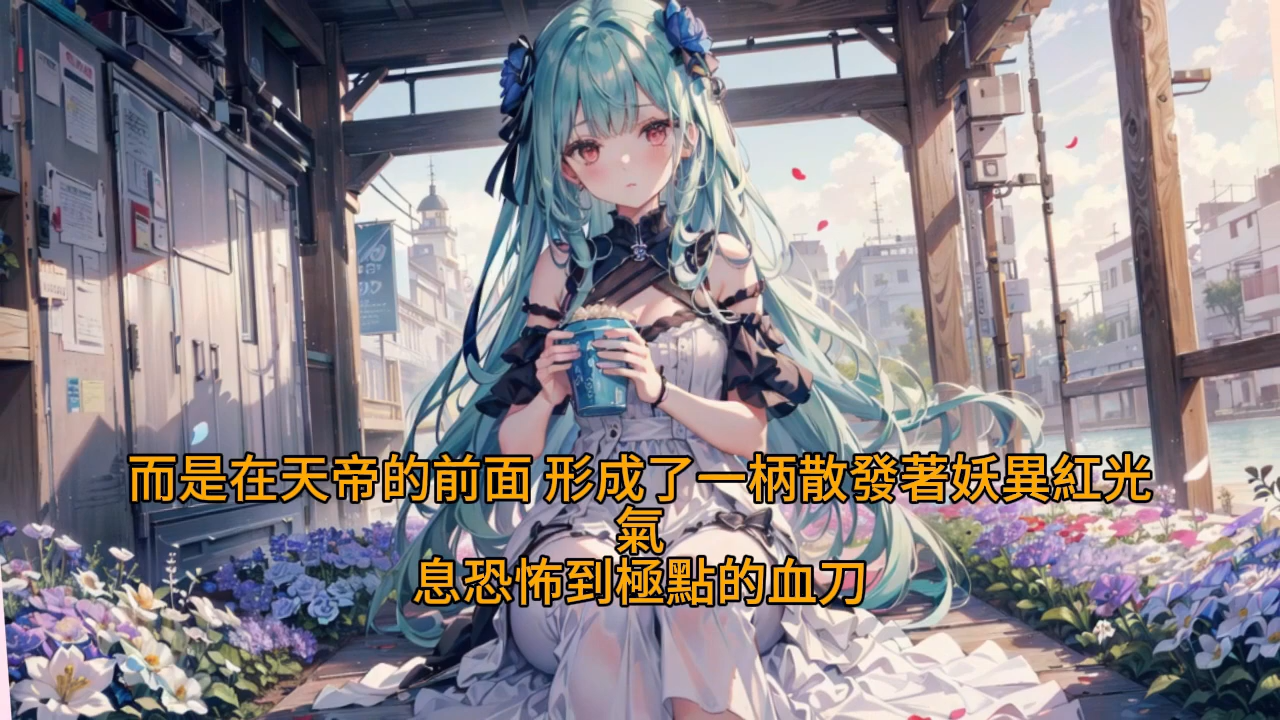 而是在天帝的前面 形成了一柄散發著妖異紅光
氣
息恐怖到極點的血刀